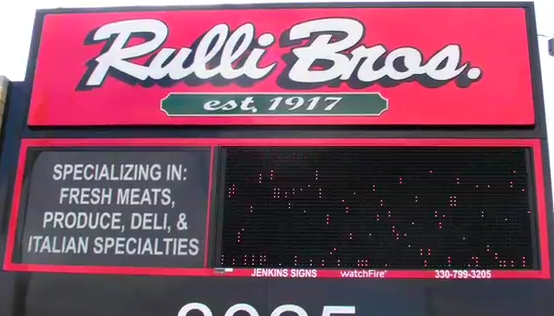 Rulli Bros.
est. 1917
SPECIALIZING IN:
FRESH MEATS,
PRODUCE, DELI, &
ITALIAN SPECIALTIES
JENKINS SIGNS watchFire 330-799-3205